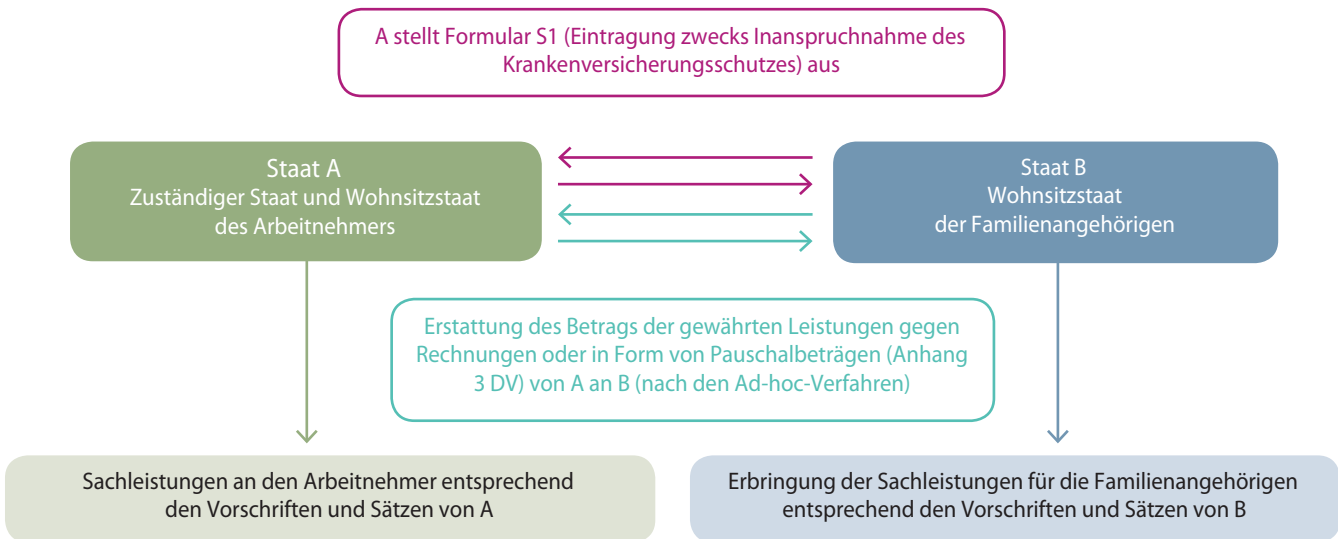 A stellt Formular S1 (Eintragung zwecks Inanspruchnahme des
Krankenversicherungsschutzes) aus
Staat A
Zuständiger Staat und Wohnsitzstaat
des Arbeitnehmers
Staat B
Wohnsitzstaat
der Familienangehörigen
Erstattung des Betrags der gewährten Leistungen gegen
Rechnungen oder in Form von Pauschalbeträgen (Anhang
3 DV) von A an B (nach den Ad-hoc-Verfahren)
Sachleistungen an den Arbeitnehmer entsprechend
den Vorschriften und Sätzen von A
Erbringung der Sachleistungen für die Familienangehörigen
entsprechend den Vorschriften und Sätzen von B